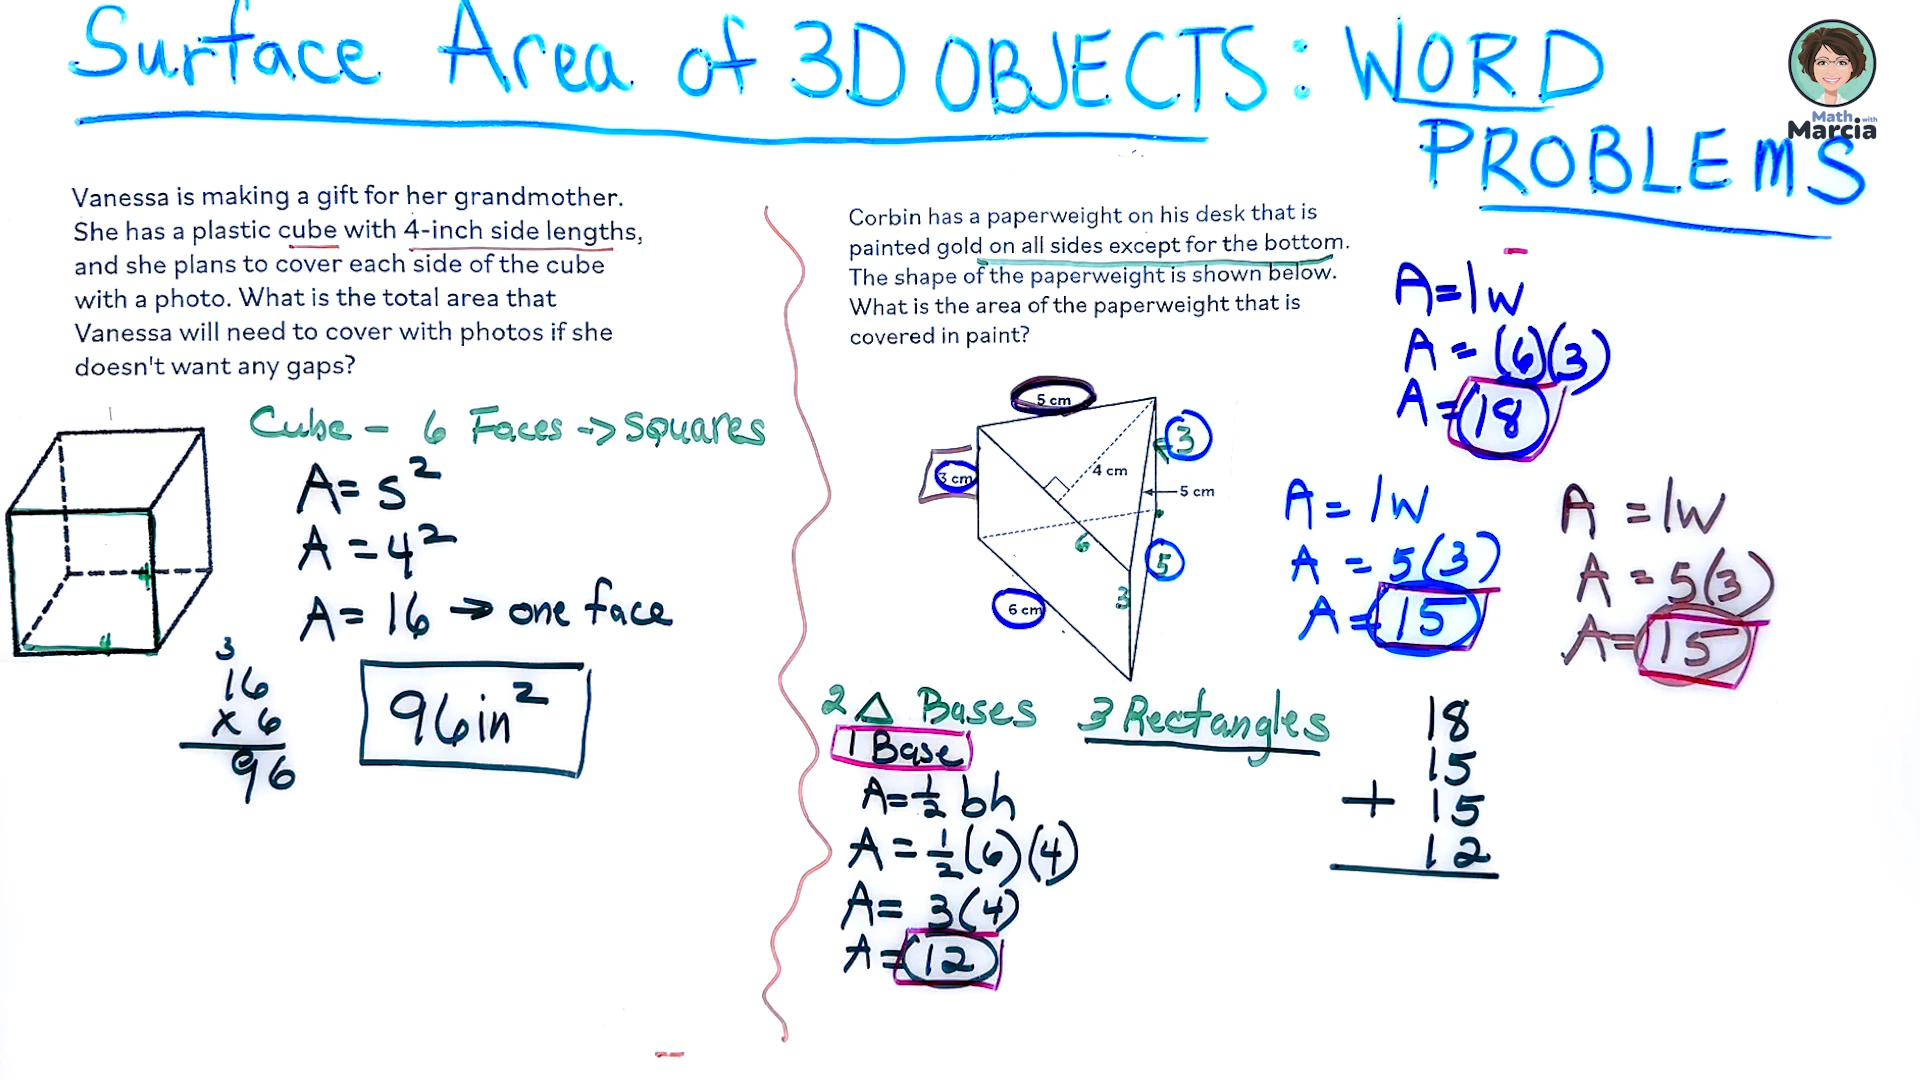 Surface Area of 3D OBJECTS: WORD PROBLEMS
Math with
Marcia
Vanessa is making a gift for her grandmother.
She has a plastic cube with 4-inch side lengths,
and she plans to cover each side of the cube
with a photo. What is the total area that
Vanessa will need to cover with photos if she
doesn't want any gaps?
Cube - 6 Faces -> squares
A = s²
A = 4²
A = 16 → one face
4
4
3
16
x 6
96
96in²
Corbin has a paperweight on his desk that is
painted gold on all sides except for the bottom.
The shape of the paperweight is shown below.
What is the area of the paperweight that is
covered in paint?
5 cm
3
3 cm
4 cm
5 cm
6
5
6 cm
3
A = lw
A = (6)(3)
A = 18
A = lw
A = 5(3)
A = 15
A = lw
A = 5(3)
A = 15
2 △ Bases
3 Rectangles
1 Base
A = ½ bh
A = ½(6)(4)
A = 3(4)
A = 12
18
15
+ 15
12